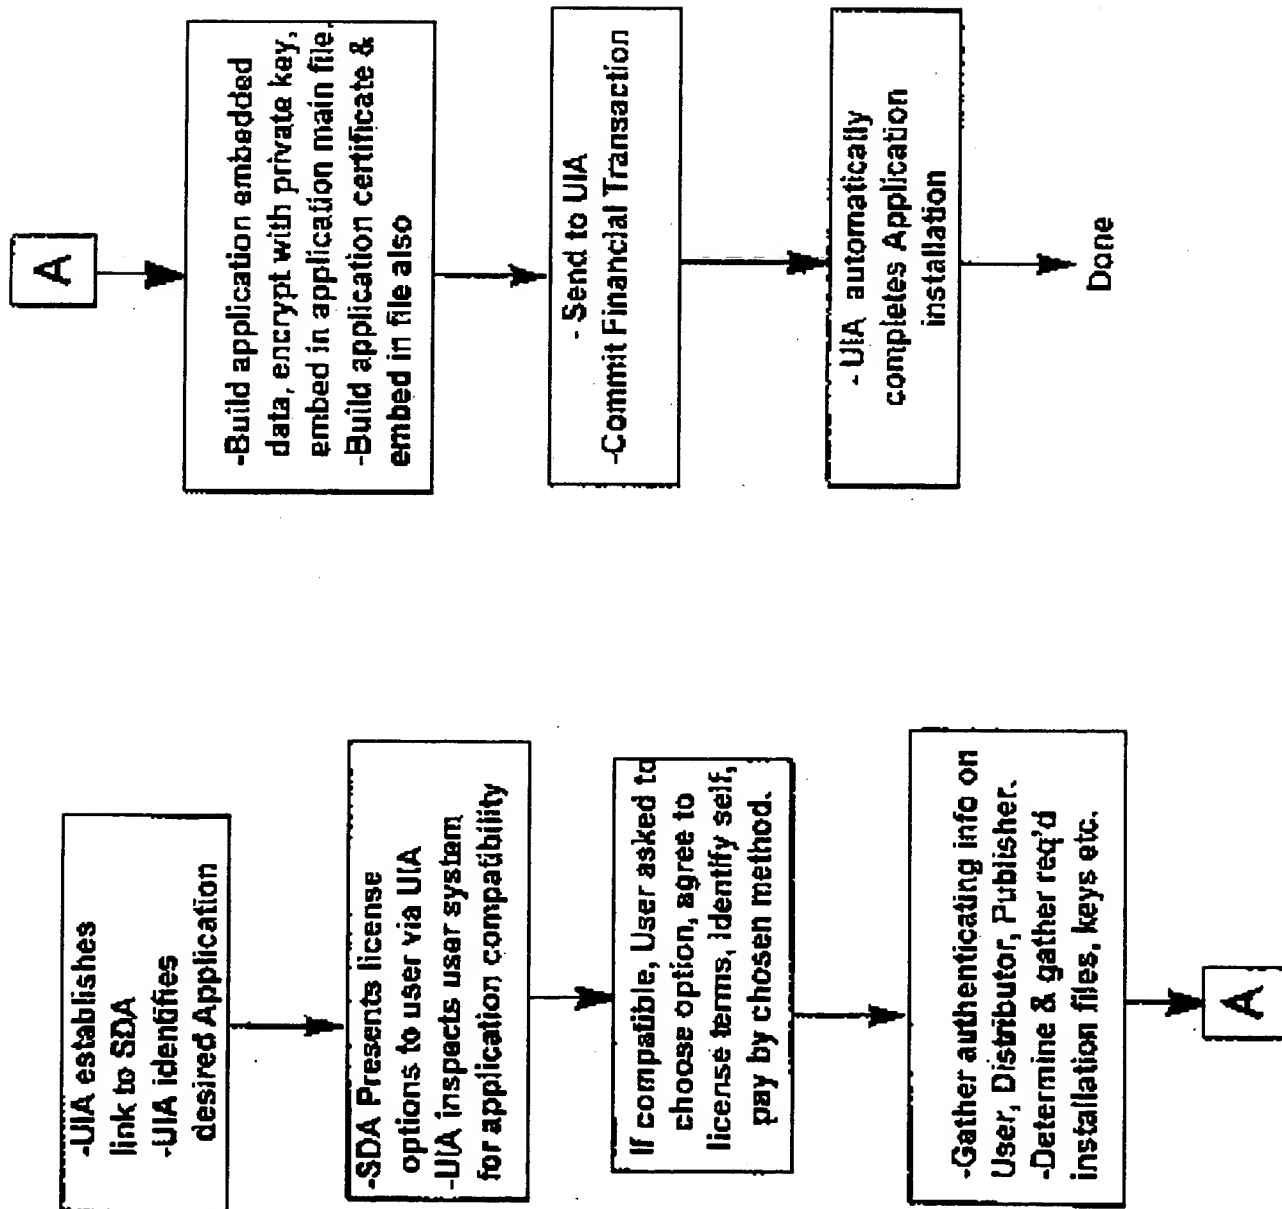 -UIA establishes
link to SDA
-UIA identifies
desired Application
-SDA Presents license
options to user via UIA
-UIA inspects user system
for application compatibility
If compatible, User asked to
choose option, agree to
license terms, Identify self,
pay by chosen method.
-Gather authenticating info on
User, Distributor, Publisher.
-Determine & gather req'd
installation files, keys etc.
A
A
-Build application embedded
data, encrypt with private key,
embed in application main file.
-Build application certificate &
embed in file also
- Send to UIA
-Commit Financial Transaction
- UIA automatically
completes Application
installation
Done